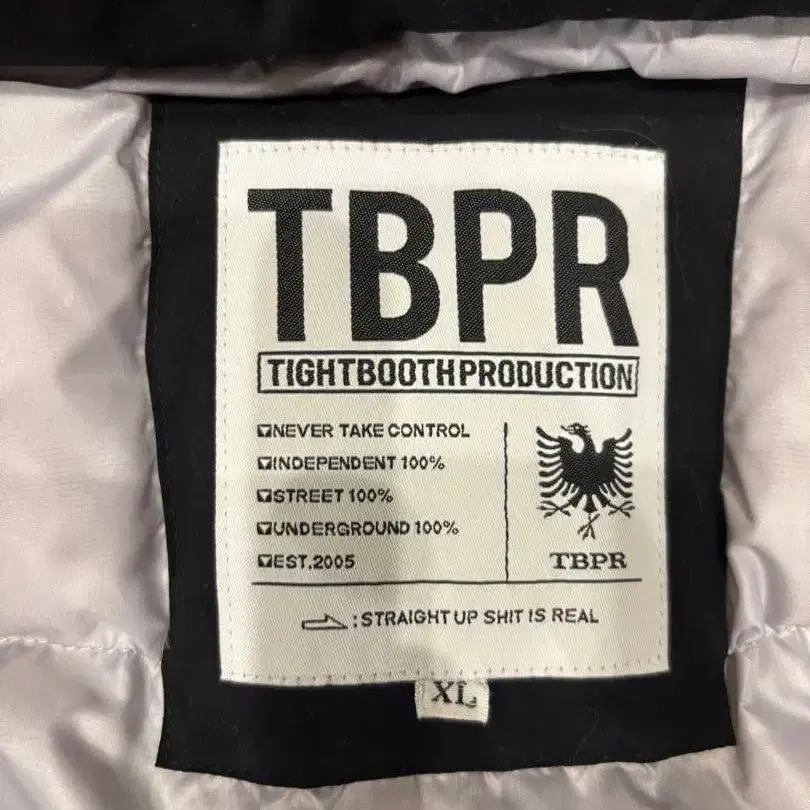 TBPR
TIGHTBOOTHPRODUCTION
NEVER TAKE CONTROL
INDEPENDENT 100%
STREET 100%
UNDERGROUND 100%
EST,2005
TBPR
:STRAIGHT UP SHIT IS REAL
XL